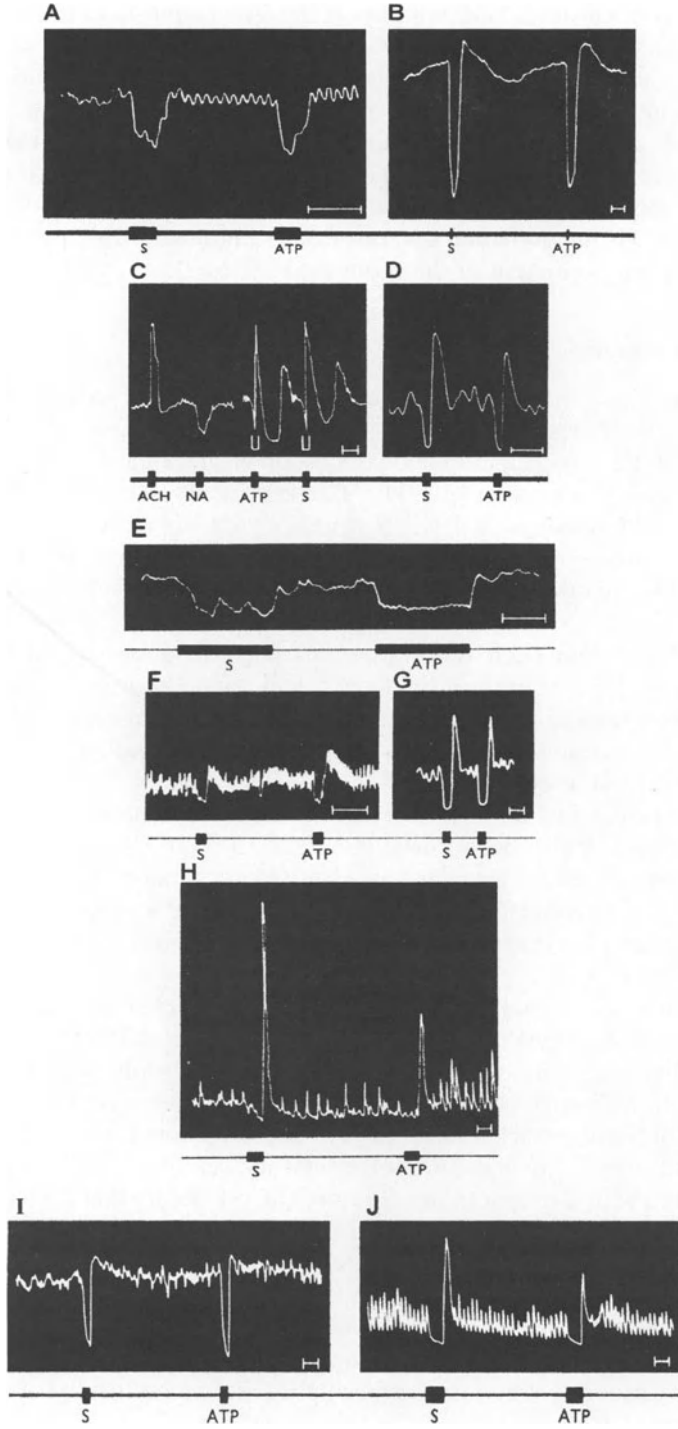 A B
S ATP S ATP
C D
ACH NA ATP S S ATP
E
S ATP
F G
S ATP S ATP
H
S ATP
I J
S ATP S ATP